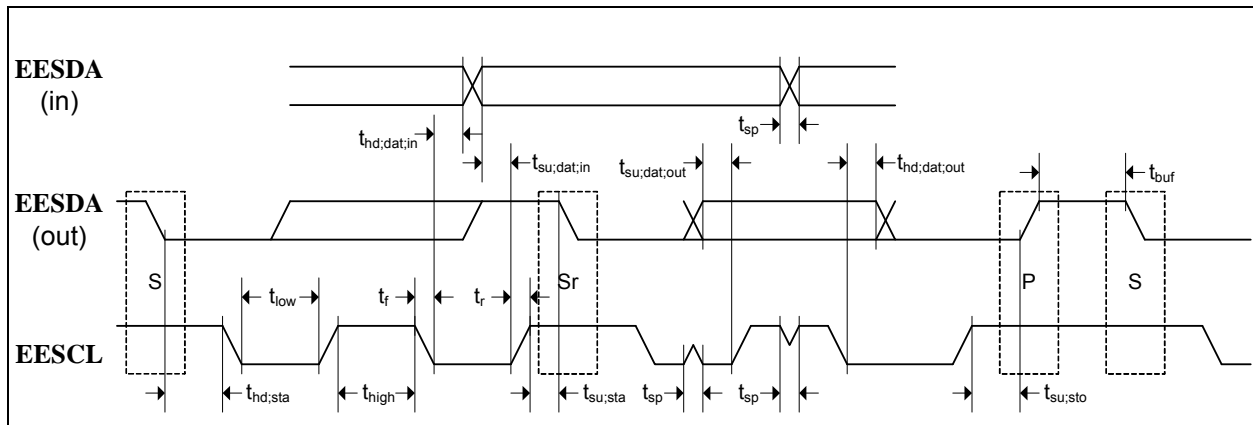 EESDA
(in)
t_hd;dat;in
t_sp
t_su;dat;in
t_su;dat;out
t_hd;dat;out
t_buf
EESDA
(out)
S
t_low
t_f
t_r
Sr
P
S
EESCL
t_hd;sta
t_high
t_su;sta
t_sp
t_sp
t_su;sto